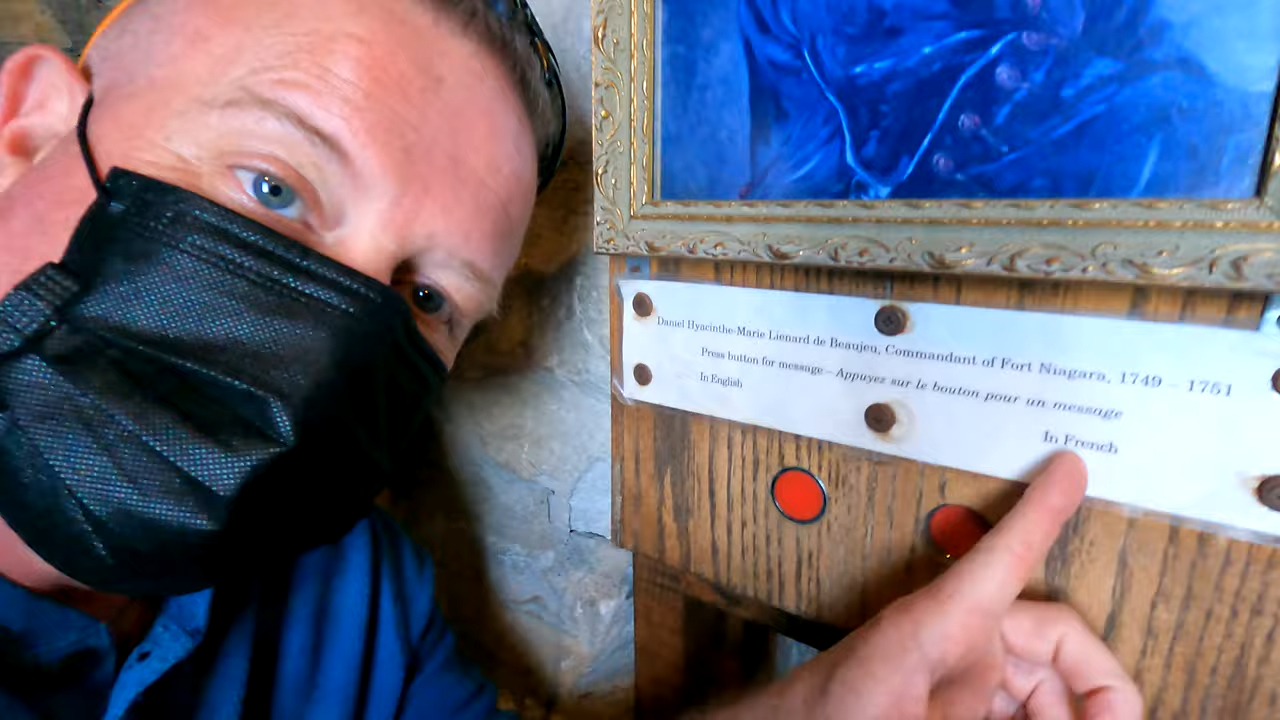 Daniel Hyacinthe-Marie Lienard de Beaujeu, Commandant of Fort Niagara, 1749 – 1751
Press button for message – Appuyez sur le bouton pour un message
In English
In French